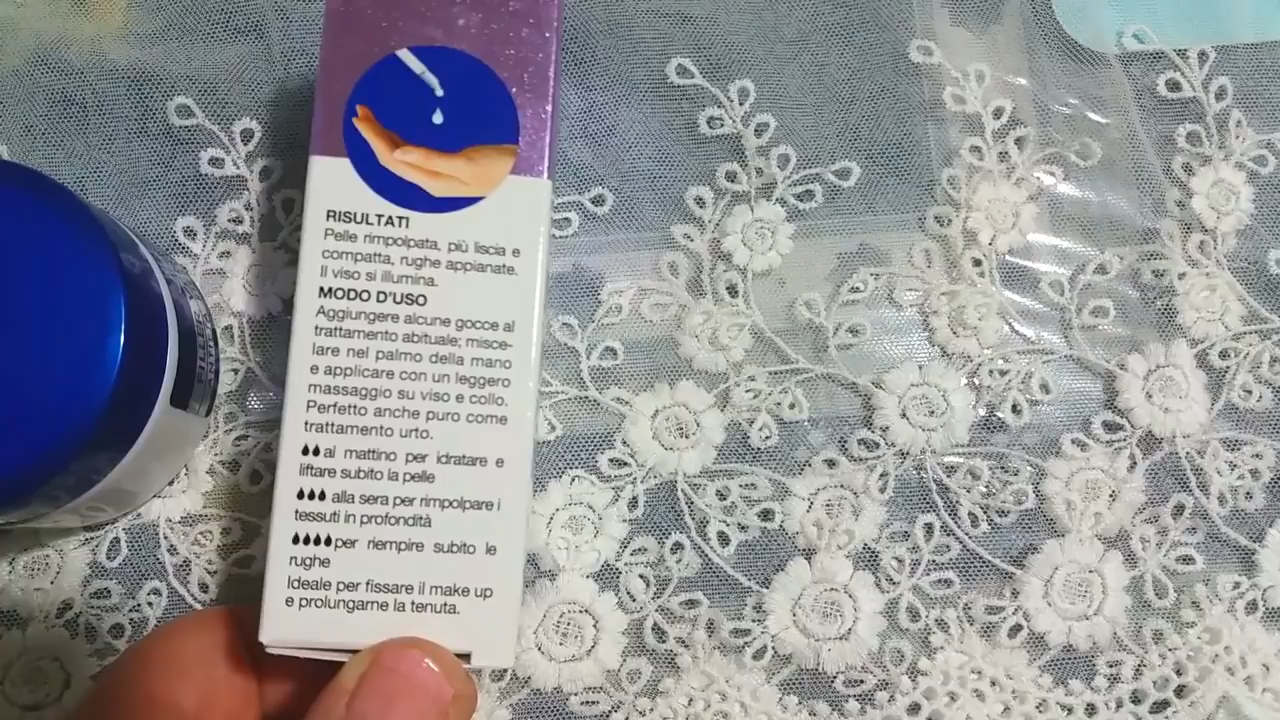 RISULTATI
Pelle rimpolpata, più liscia e
compatta, rughe appianate.
Il viso si illumina.
MODO D'USO
Aggiungere alcune gocce al
trattamento abituale; misce-
lare nel palmo della mano
e applicare con un leggero
massaggio su viso e collo.
Perfetto anche puro come
trattamento urto.
al mattino per idratare e
liftare subito la pelle
alla sera per rimpolpare i
tessuti in profondità
per riempire subito le
rughe
Ideale per fissare il make up
e prolungarne la tenuta.
FILLER